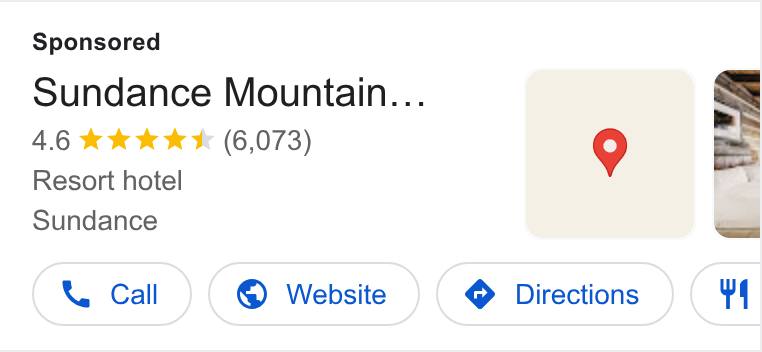 Sponsored
Sundance Mountain…
4.6 (6,073)
Resort hotel
Sundance
Call Website Directions